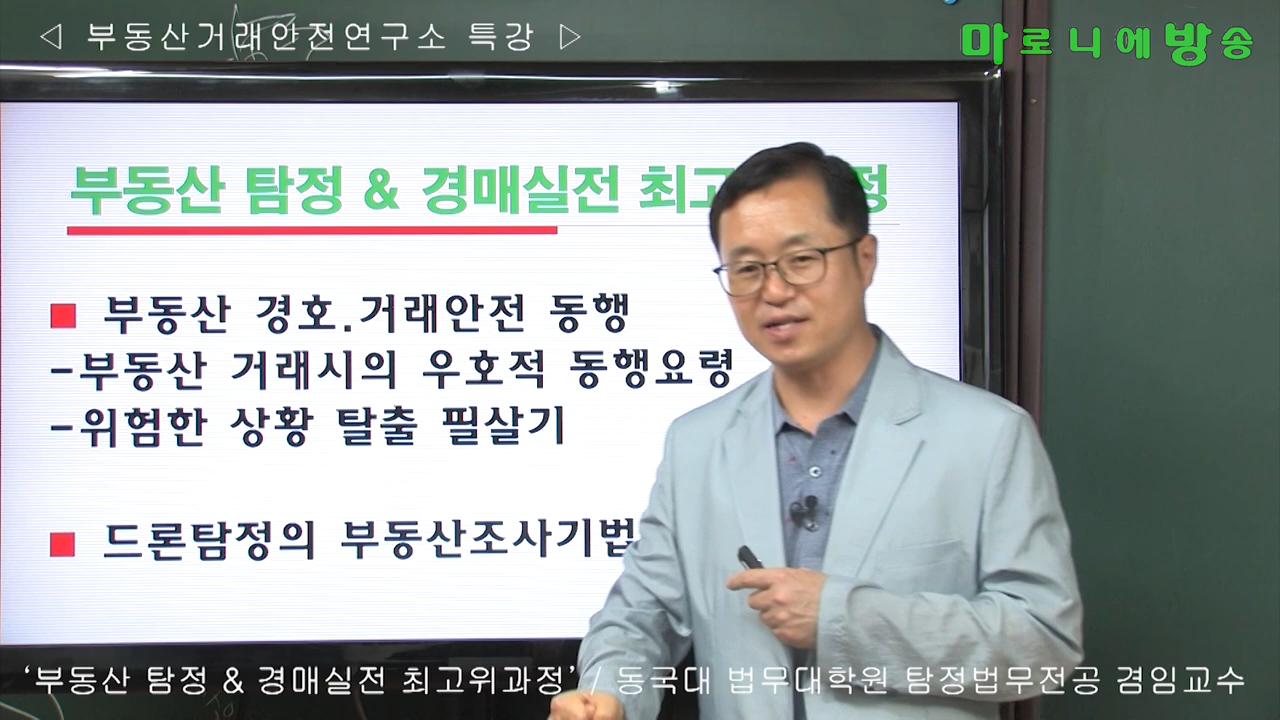 ◁ 부동산거래안전연구소 특강 ▷
마로니에방송
부동산 탐정 & 경매실전 최고 정
■ 부동산 경호.거래안전 동행
-부동산 거래시의 우호적 동행요령
-위험한 상황 탈출 필살기
■ 드론탐정의 부동산조사기법
‘부동산 탐정 & 경매실전 최고위과정’ / 동국대 법무대학원 탐정법무전공 겸임교수